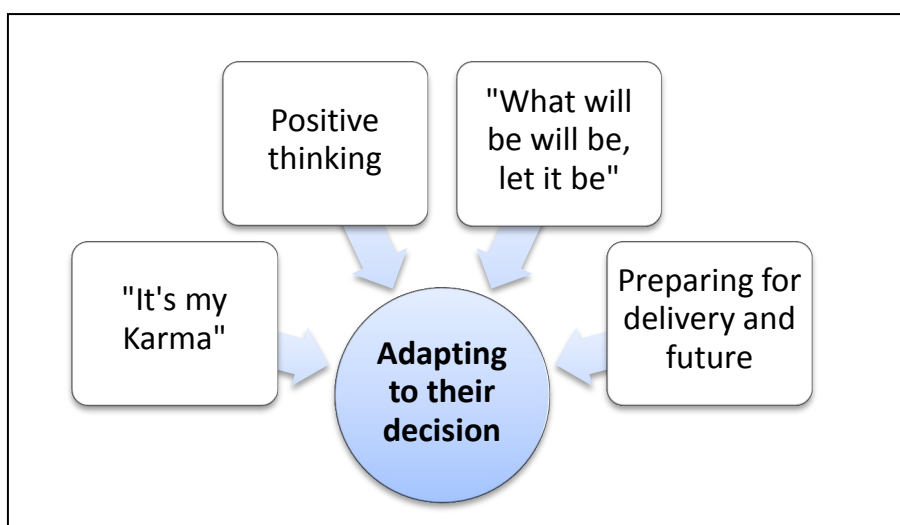 "It's my
Karma"
Positive
thinking
"What will
be will be,
let it be"
Preparing for
delivery and
future
Adapting
to their
decision